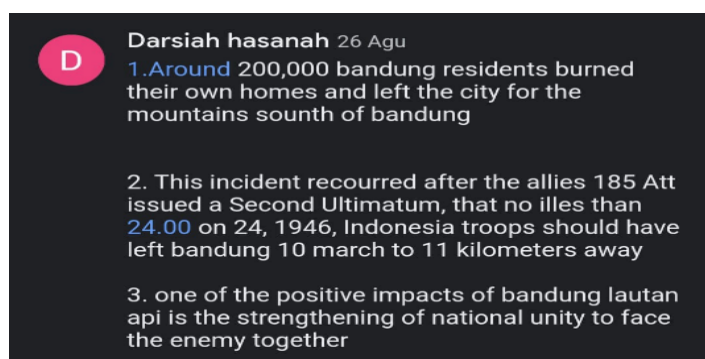 D
Darsiah hasanah 26 Agu
1.Around 200,000 bandung residents burned
their own homes and left the city for the
mountains sounth of bandung
2. This incident recourred after the allies 185 Att
issued a Second Ultimatum, that no illes than
24.00 on 24, 1946, Indonesia troops should have
left bandung 10 march to 11 kilometers away
3. one of the positive impacts of bandung lautan
api is the strengthening of national unity to face
the enemy together